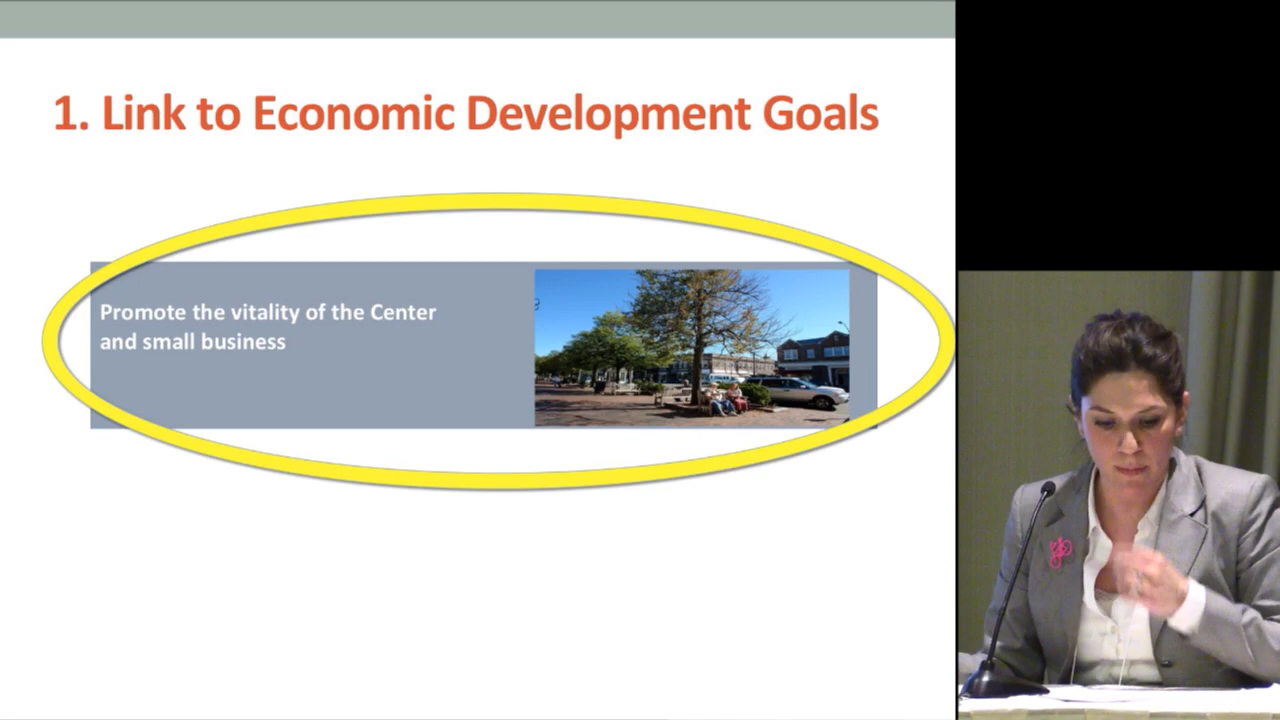 1. Link to Economic Development Goals
Promote the vitality of the Center
and small business